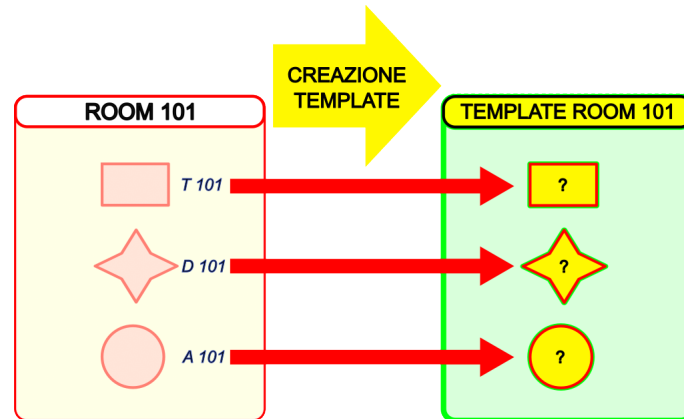 CREAZIONE
TEMPLATE
ROOM 101
TEMPLATE ROOM 101
T 101
?
D 101
?
A 101
?